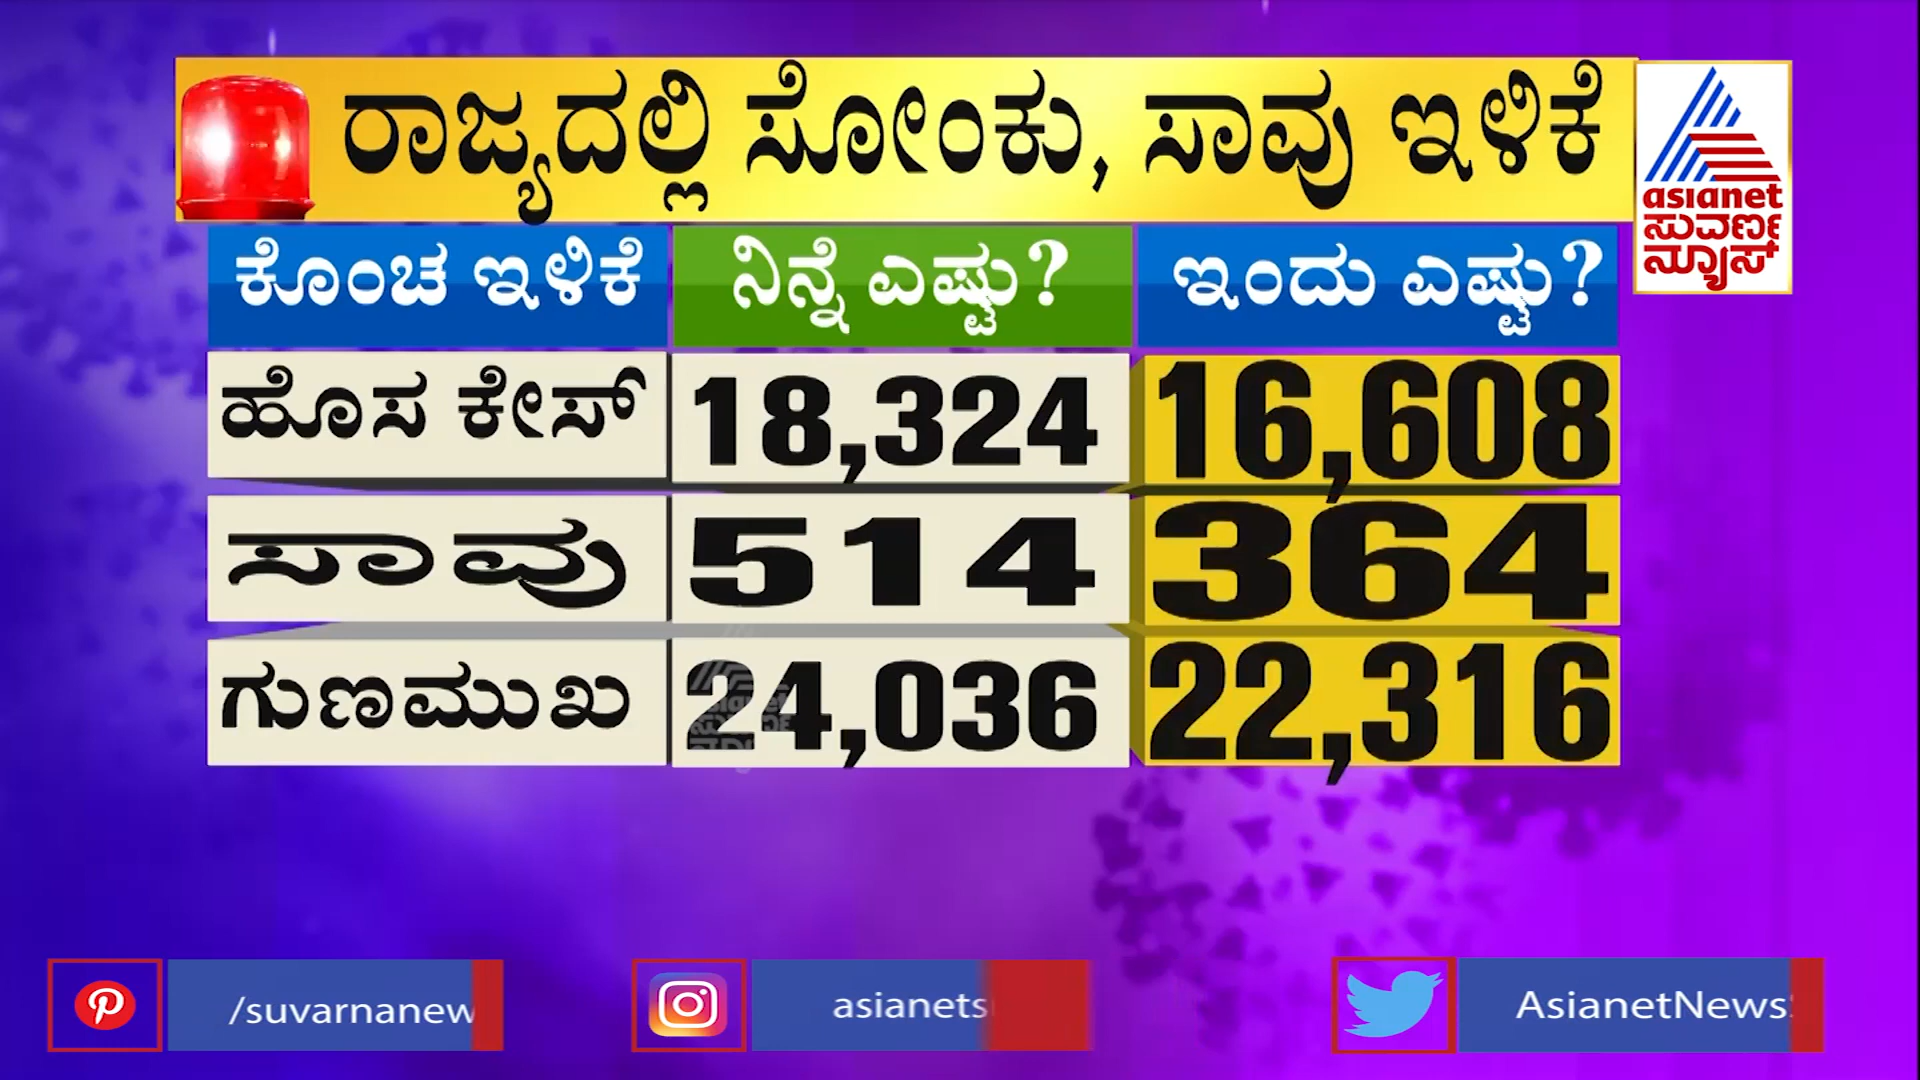 ರಾಜ್ಯದಲ್ಲಿ ಸೋಂಕು, ಸಾವು ಇಳಿಕೆ
asianet
ಸುವರ್ಣ
ನ್ಯೂಸ್
ಕೊಂಚ ಇಳಿಕೆ ನಿನ್ನೆ ಎಷ್ಟು? ಇಂದು ಎಷ್ಟು?
ಹೊಸ ಕೇಸ್ 18,324 16,608
ಸಾವು 514 364
ಗುಣಮುಖ 24,036 22,316
/suvarnanew asianets AsianetNews